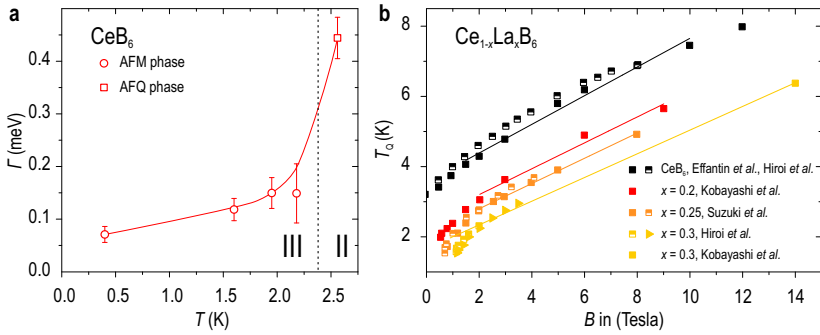 a
CeB6
AFM phase
AFQ phase
III
II
0.4
0.3
0.2
0.1
0.0
Γ (meV)
0.0 0.5 1.0 1.5 2.0 2.5
T (K)
b
Ce1-xLaxB6
8
6
4
2
TQ (K)
CeB6, Effantin et al., Hiroi et al.
x = 0.2, Kobayashi et al.
x = 0.25, Suzuki et al.
x = 0.3, Hiroi et al.
x = 0.3, Kobayashi et al.
0 2 4 6 8 10 12 14
B in (Tesla)